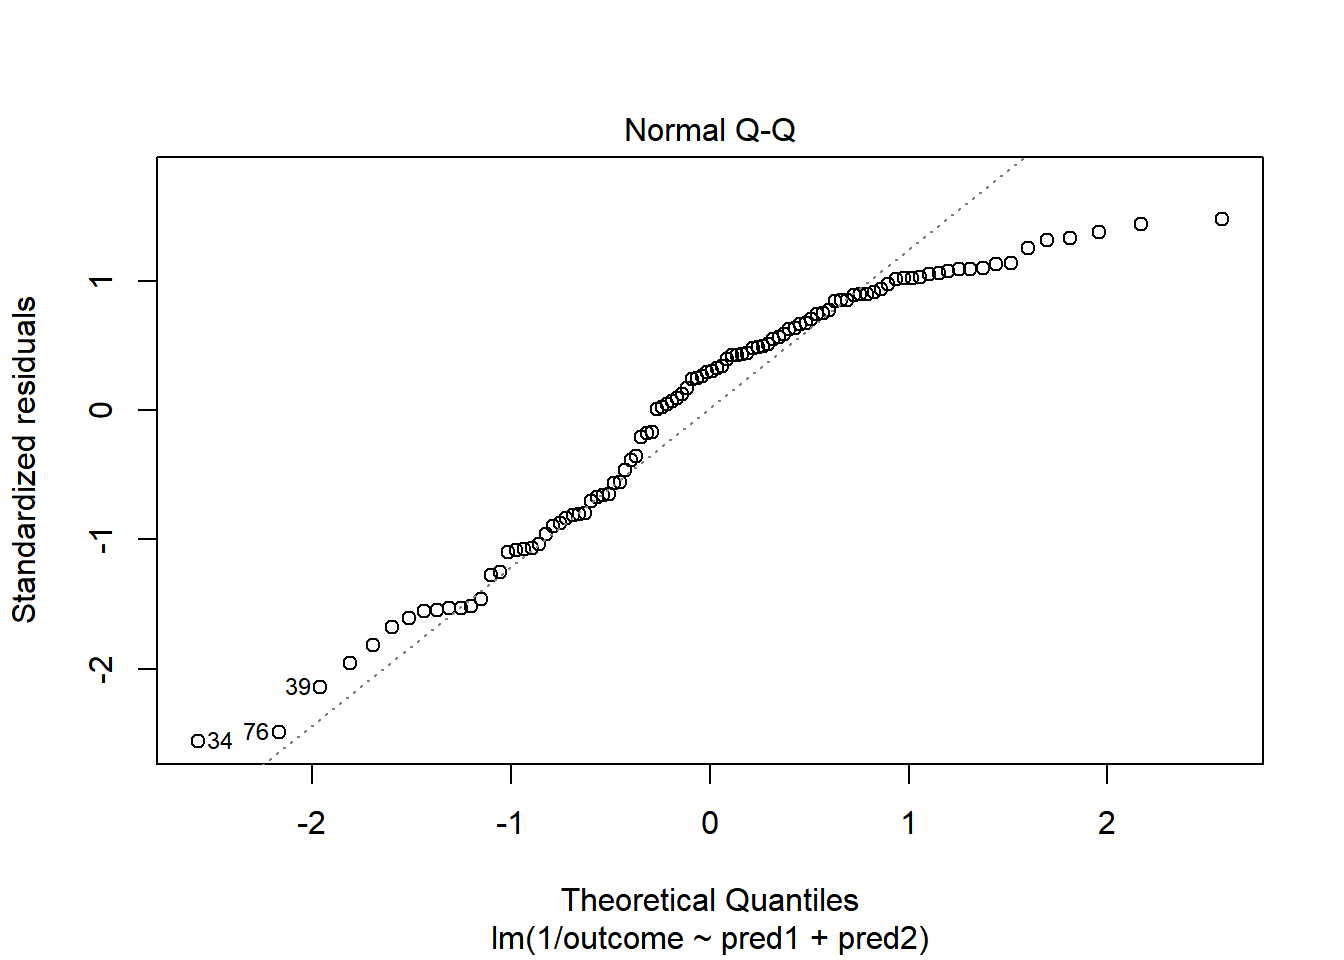 Normal Q-Q
Standardized residuals
1
0
-1
-2
39
76
34
-2 -1 0 1 2
Theoretical Quantiles
lm(1/outcome ~ pred1 + pred2)